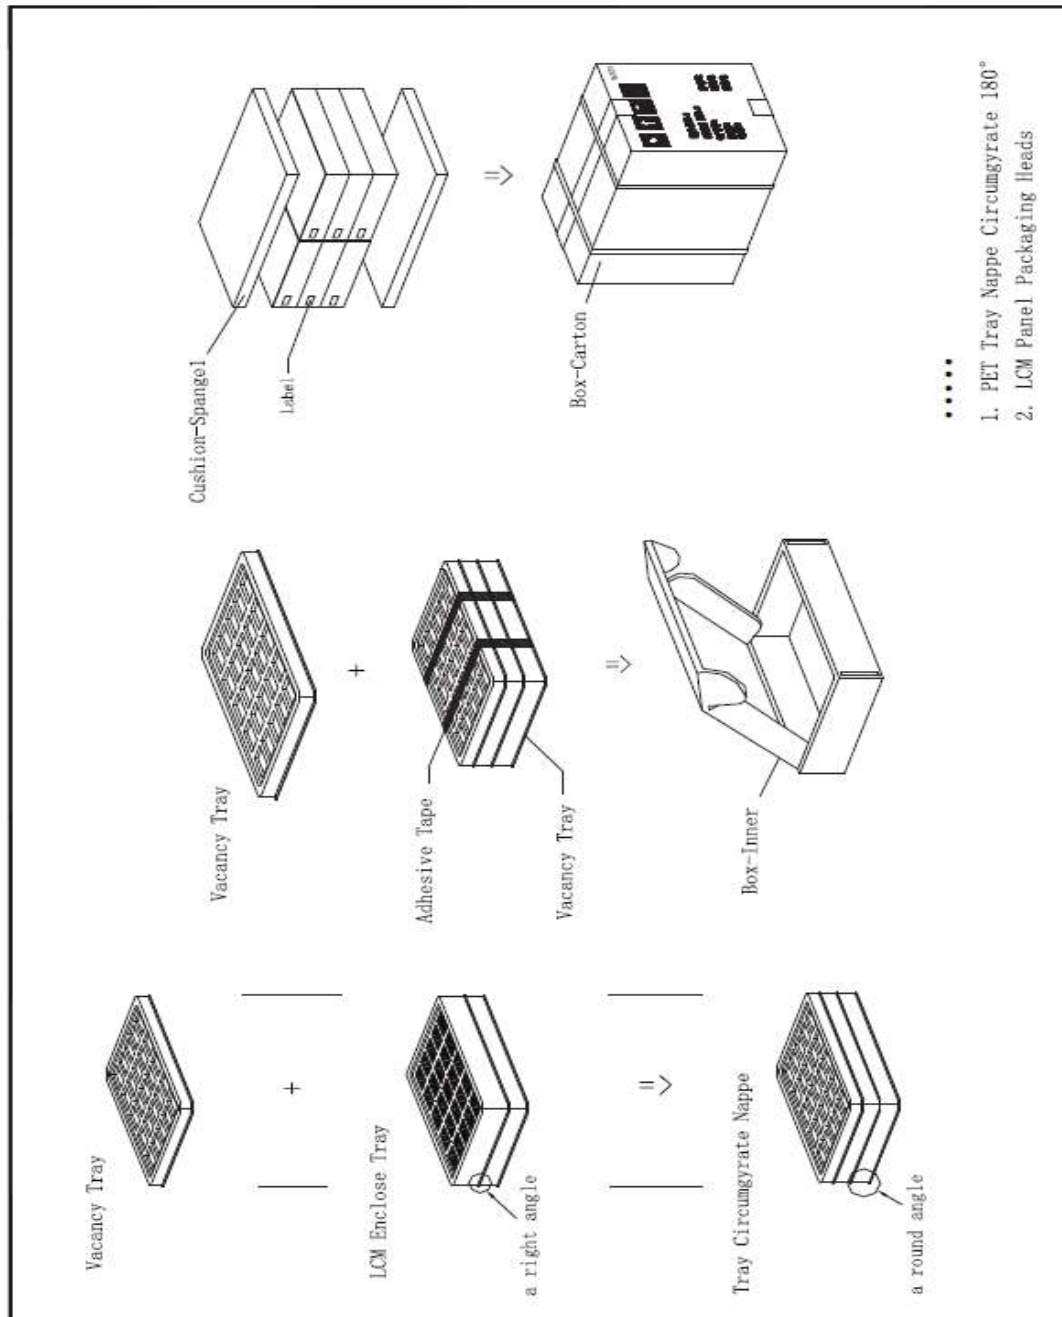 Vacancy Tray
+
LCM Enclose Tray
a right angle
Tray Circumgyrate Nappe
a round angle
Vacancy Tray
+
Adhesive Tape
Vacancy Tray
Box-Inner
Cushion-Spangel
Label
Box-Carton
1. PET Tray Nappe Circumgyrate 180°
2. LCM Panel Packaging Heads